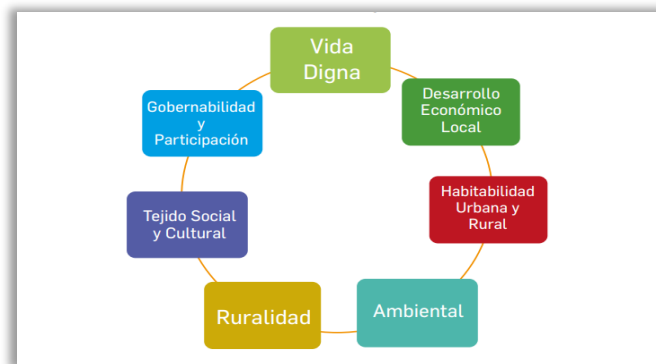 Vida
Digna
Desarrollo
Económico
Local
Habitabilidad
Urbana y
Rural
Ambiental
Ruralidad
Tejido Social
y Cultural
Gobernabilidad
y
Participación